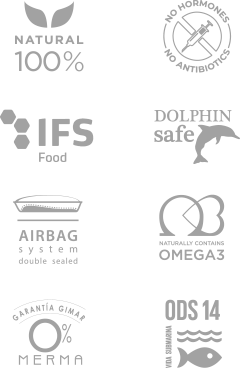 NATURAL
100%
NO HORMONES
NO ANTIBIOTICS
IFS
Food
DOLPHIN
safe
AIRBAG
system
double sealed
NATURALLY CONTAINS
OMEGA3
GARANTÍA GIMAR
0%
MERMA
ODS 14
VIDA SUBMARINA